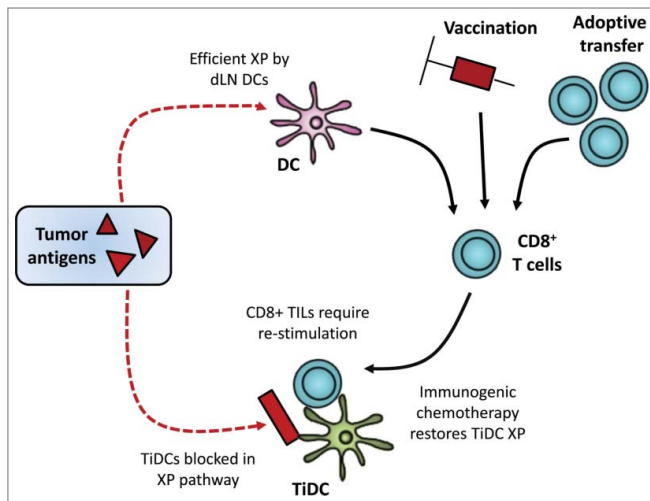 Vaccination
Adoptive
transfer
Efficient XP by
dLN DCs
DC
Tumor
antigens
CD8⁺
T cells
CD8+ TILs require
re-stimulation
Immunogenic
chemotherapy
restores TiDC XP
TiDCs blocked in
XP pathway
TiDC